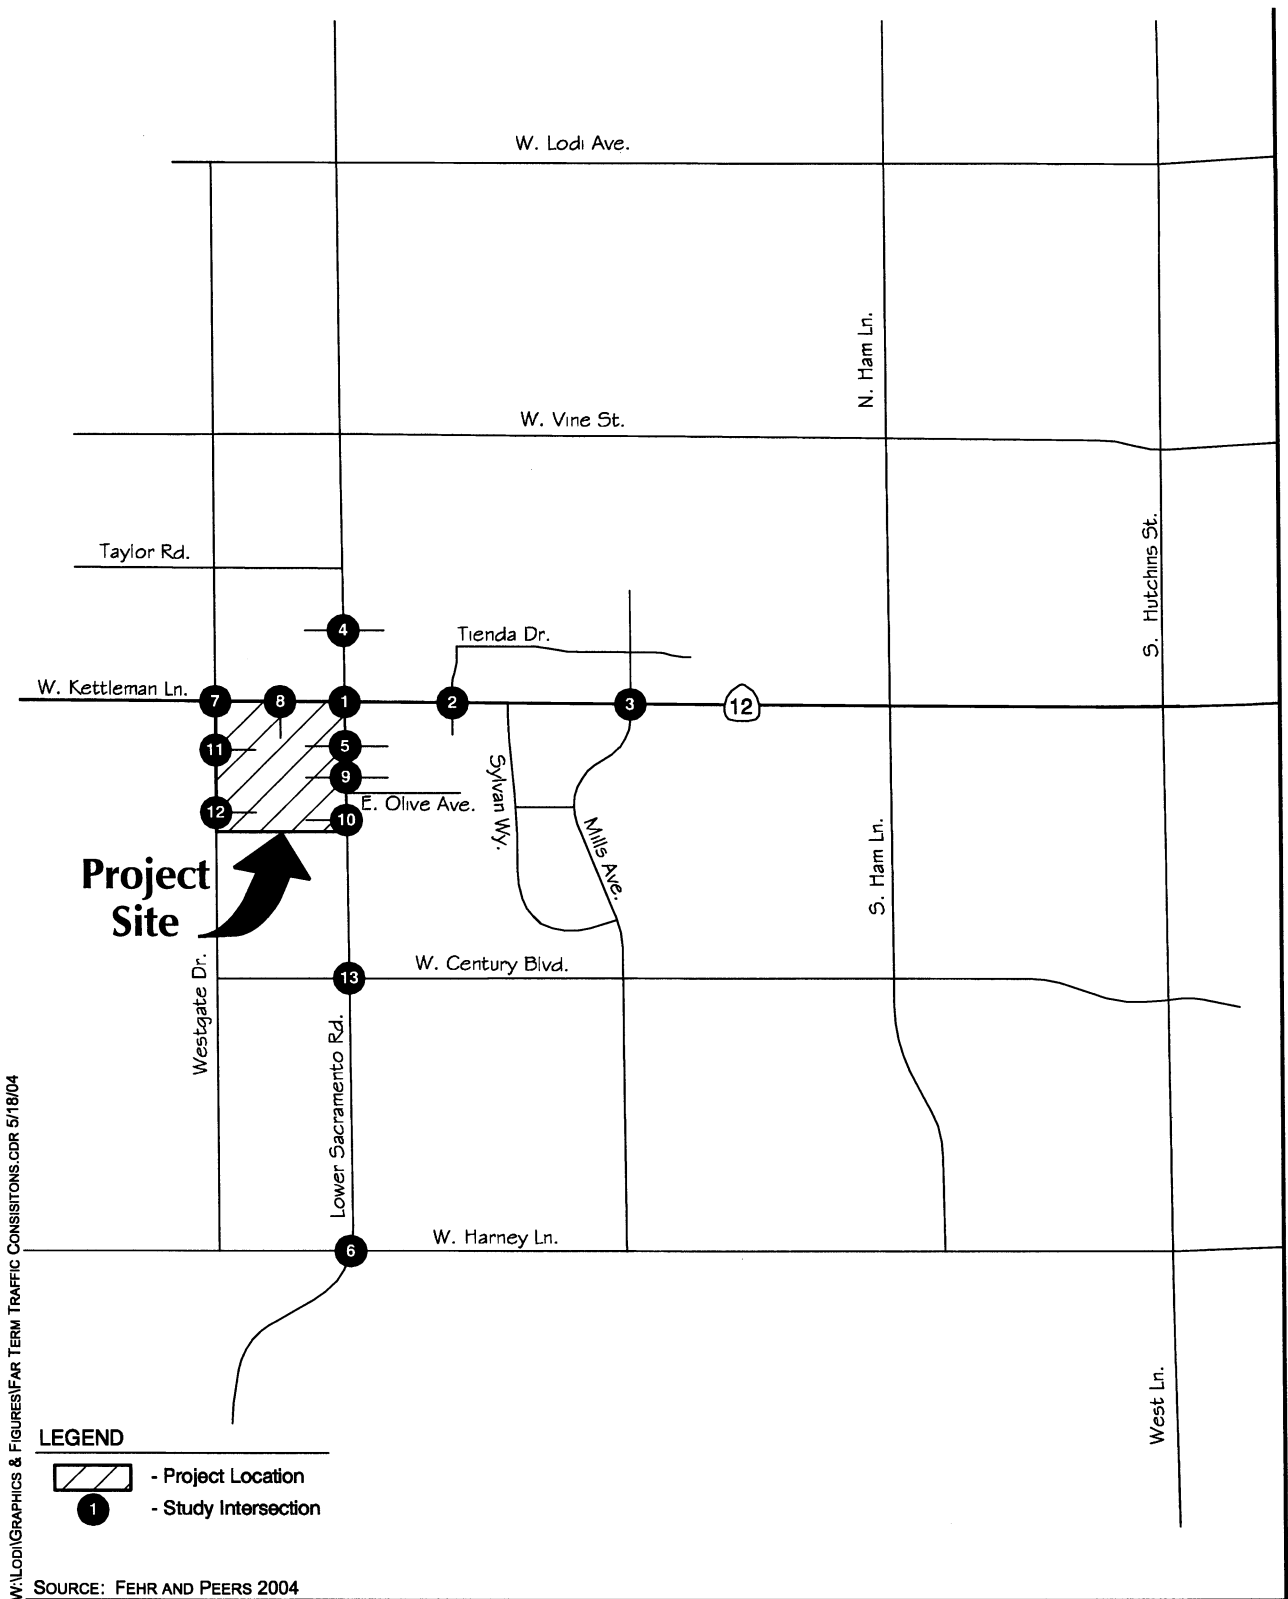 W. Lodi Ave.
N. Ham Ln.
W. Vine St.
S. Hutchins St.
Taylor Rd.
4
Tienda Dr.
W. Kettleman Ln.
7
8
1
2
3
12
11
5
9
12
10
E. Olive Ave.
Sylvan Wy.
Mills Ave.
S. Ham Ln.
Project
Site
W. Century Blvd.
13
Westgate Dr.
Lower Sacramento Rd.
W. Harney Ln.
6
West Ln.
LEGEND
- Project Location
1
- Study Intersection
SOURCE: FEHR AND PEERS 2004
W:\LODI\GRAPHICS & FIGURES\FAR TERM TRAFFIC CONSISITONS.CDR 5/18/04